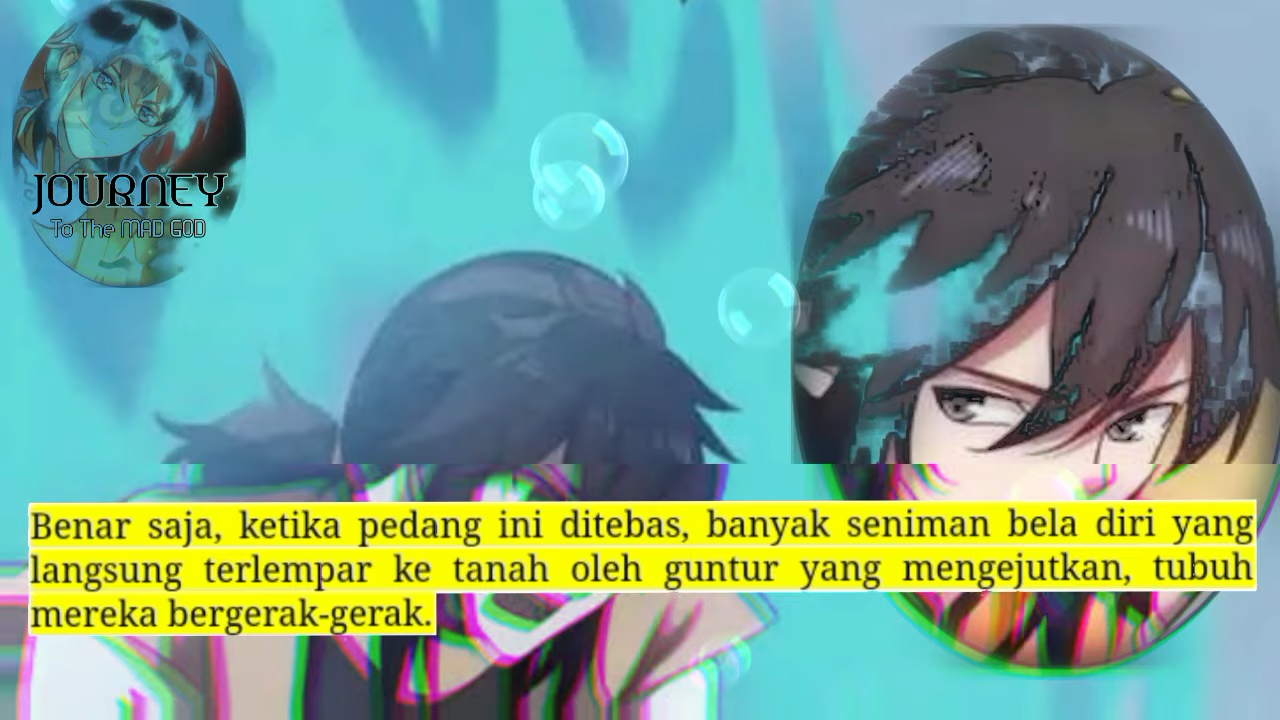 JOURNEY
To The MAD GOD
Benar saja, ketika pedang ini ditebas, banyak seniman bela diri yang
langsung terlempar ke tanah oleh guntur yang mengejutkan, tubuh
mereka bergerak-gerak.